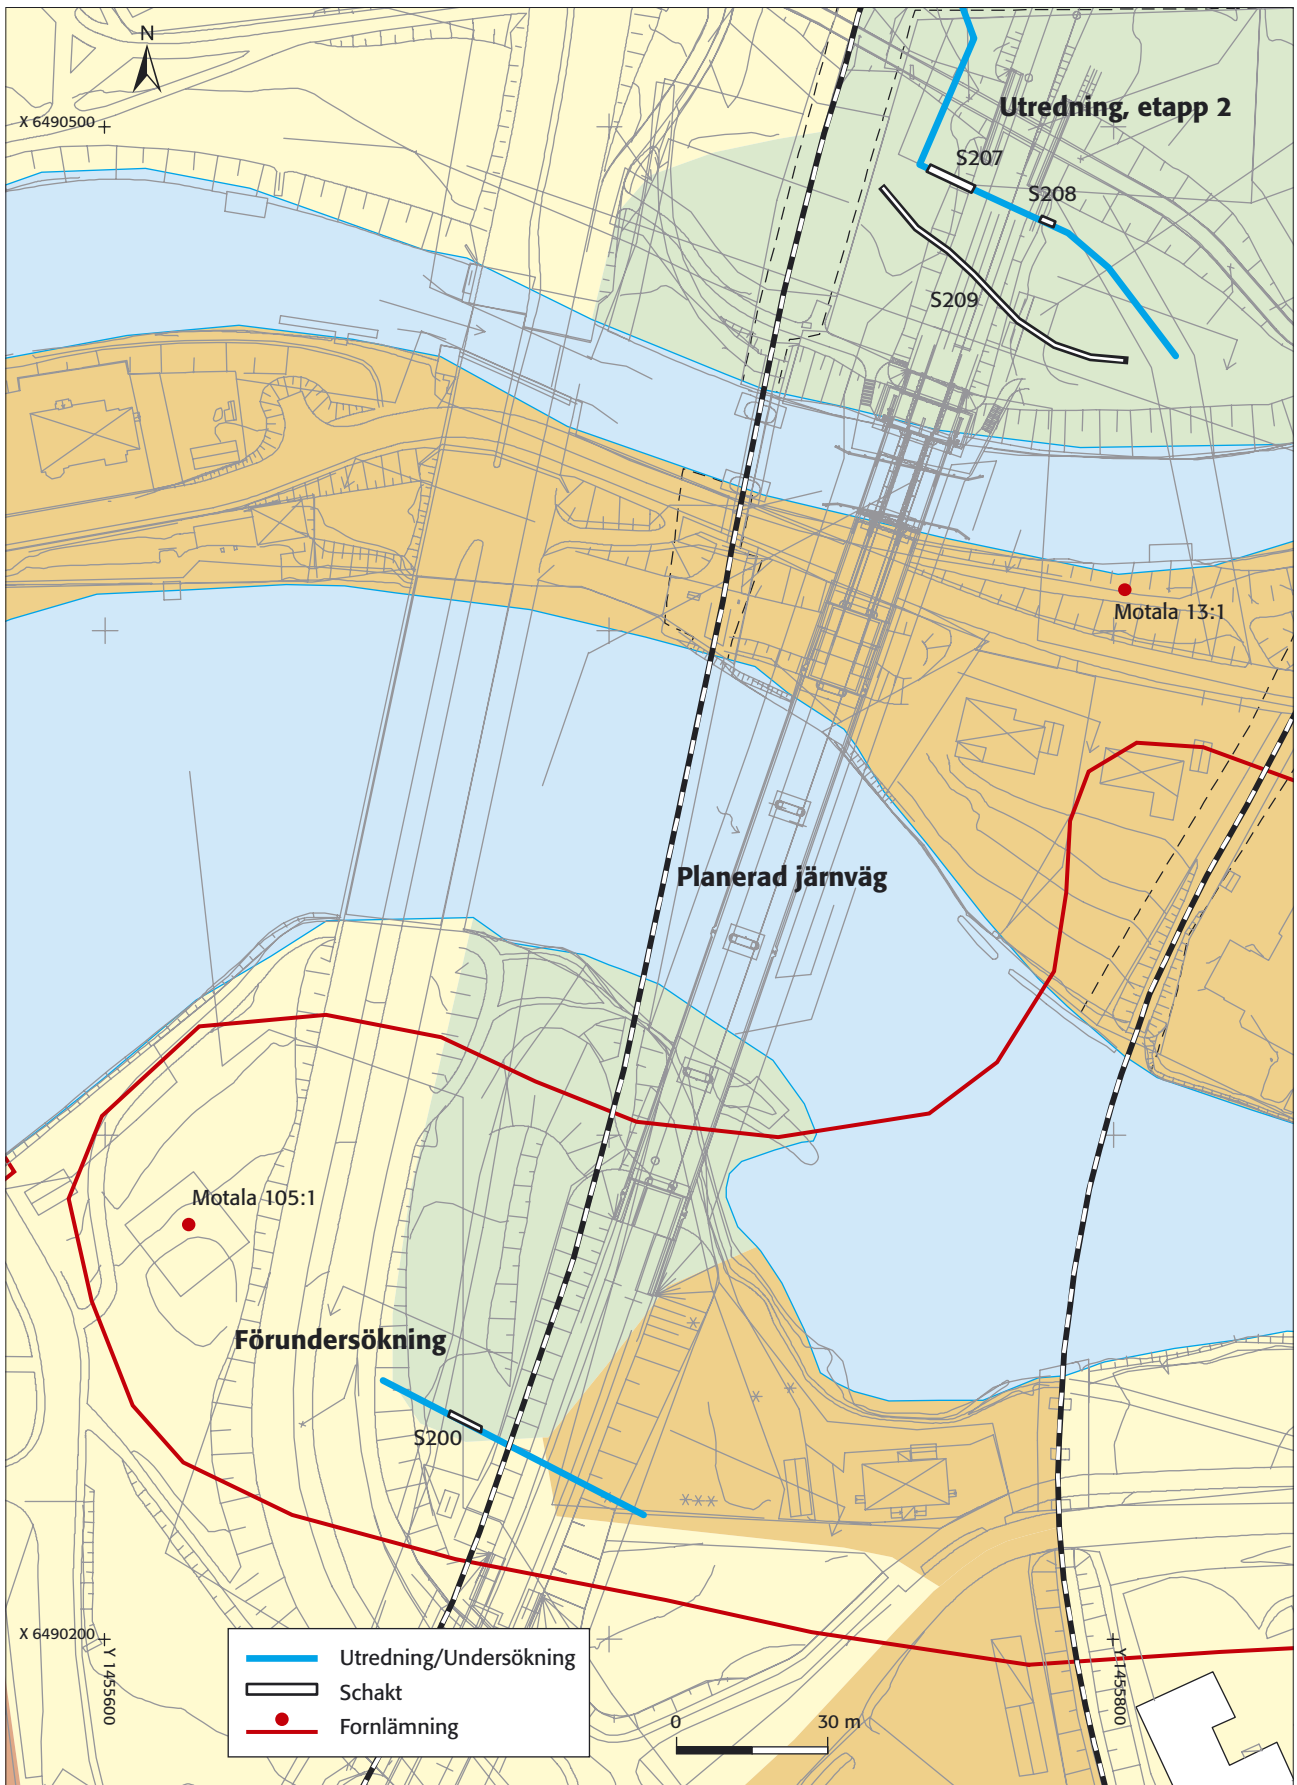 N
Utredning, etapp 2
X 6490500
S207
S208
S209
Motala 13:1
Planerad järnväg
Motala 105:1
Förundersökning
S200
X 6490200
Y 1455600
Y 1455800
Utredning/Undersökning
Schakt
Fornlämning
0 30 m